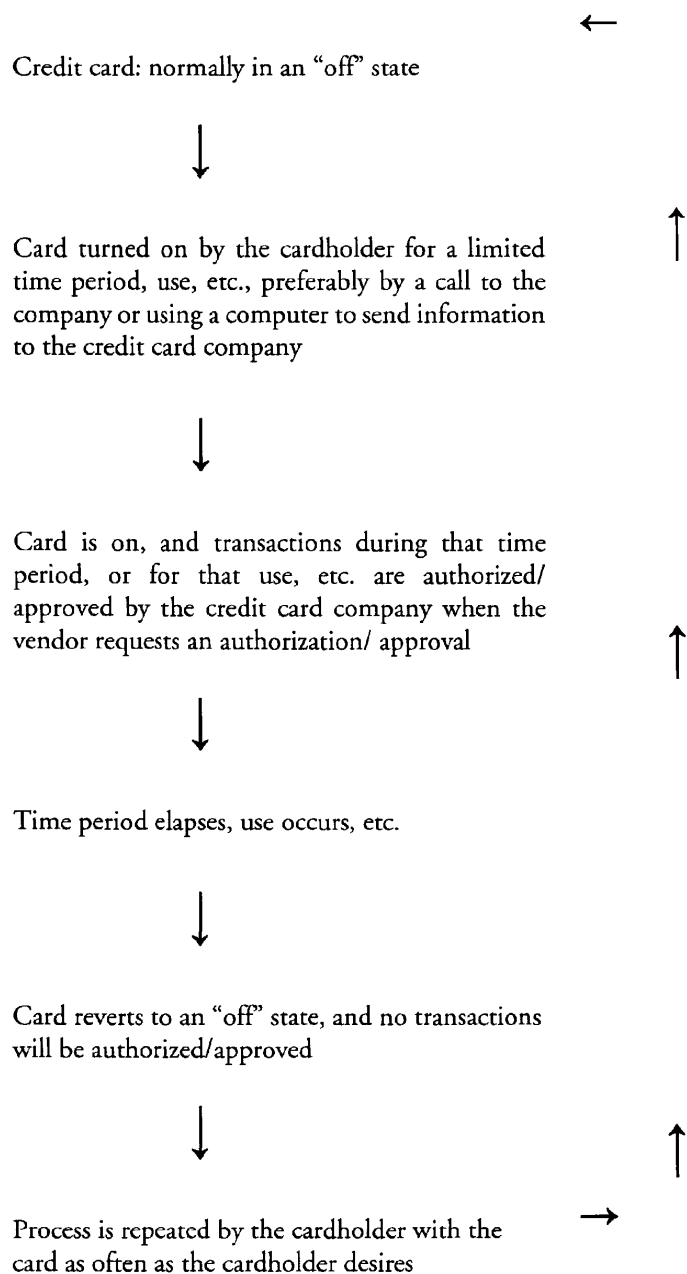 Credit card: normally in an “off” state
Card turned on by the cardholder for a limited
time period, use, etc., preferably by a call to the
company or using a computer to send information
to the credit card company
Card is on, and transactions during that time
period, or for that use, etc. are authorized/
approved by the credit card company when the
vendor requests an authorization/ approval
Time period elapses, use occurs, etc.
Card reverts to an “off” state, and no transactions
will be authorized/approved
Process is repeated by the cardholder with the
card as often as the cardholder desires